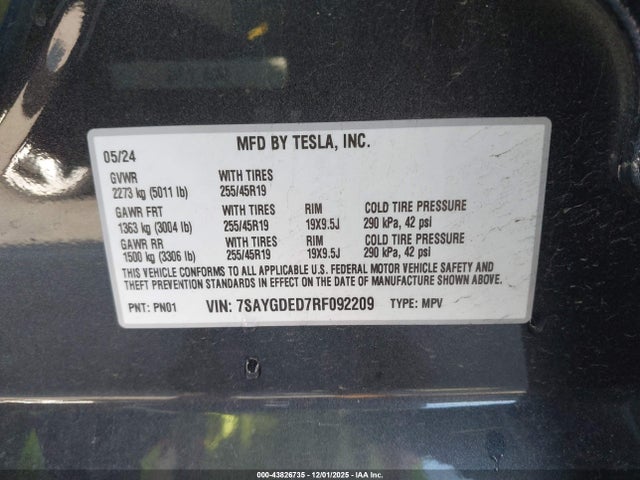 MFD BY TESLA, INC.
05/24
GVWR WITH TIRES
2273 kg (5011 lb) 255/45R19
GAWR FRT WITH TIRES RIM COLD TIRE PRESSURE
1363 kg (3004 lb) 255/45R19 19X9.5J 290 kPa, 42 psi
GAWR RR WITH TIRES RIM COLD TIRE PRESSURE
1500 kg (3306 lb) 255/45R19 19X9.5J 290 kPa, 42 psi
THIS VEHICLE CONFORMS TO ALL APPLICABLE U.S. FEDERAL MOTOR VEHICLE SAFETY AND
THEFT PREVENTION STANDARDS IN EFFECT ON THE DATE OF MANUFACTURE SHOWN ABOVE.
PNT: PN01 VIN: 7SAYGDED7RF092209 TYPE: MPV
000-43826735 - 12/01/2025 - IAA Inc.